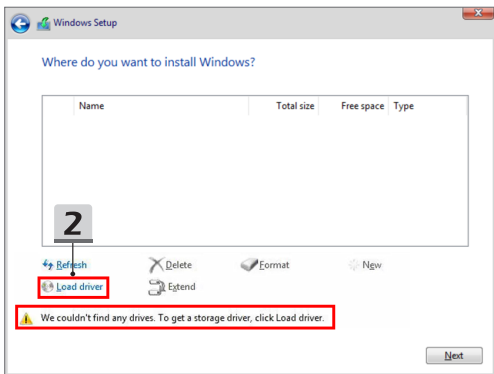 Windows Setup
Where do you want to install Windows?
Name Total size Free space Type
2
Refresh Delete Format New
Load driver Extend
We couldn't find any drives. To get a storage driver, click Load driver.
Next